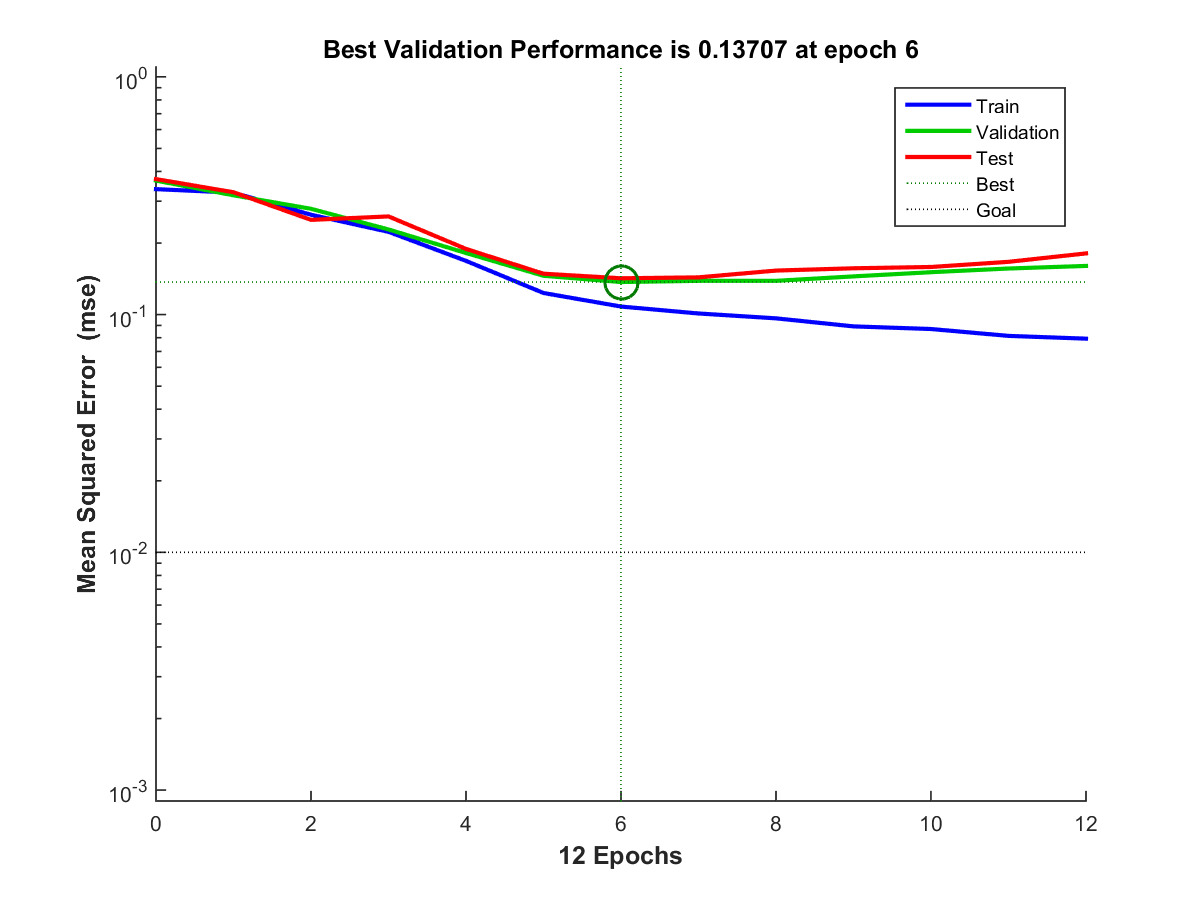 Best Validation Performance is 0.13707 at epoch 6
10^0
10^-1
10^-2
10^-3
Mean Squared Error (mse)
Train
Validation
Test
Best
Goal
0 2 4 6 8 10 12
12 Epochs